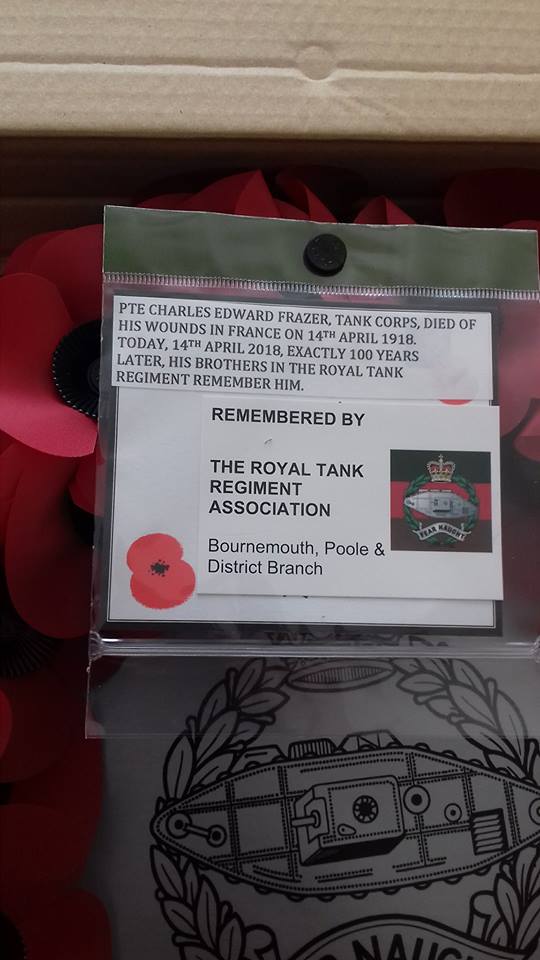 PTE CHARLES EDWARD FRAZER, TANK CORPS, DIED OF
HIS WOUNDS IN FRANCE ON 14TH APRIL 1918.
TODAY, 14TH APRIL 2018, EXACTLY 100 YEARS
LATER, HIS BROTHERS IN THE ROYAL TANK
REGIMENT REMEMBER HIM.
REMEMBERED BY
THE ROYAL TANK
REGIMENT
ASSOCIATION
Bournemouth, Poole &
District Branch
FEAR NAUGHT
NAUGH